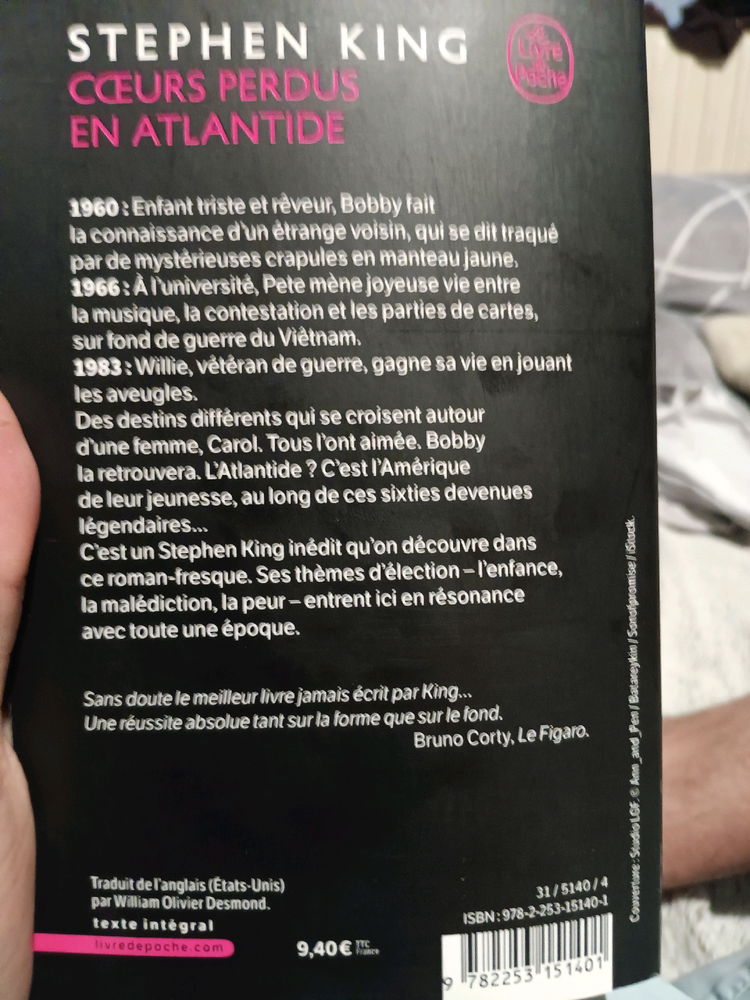 STEPHEN KING
CŒURS PERDUS
EN ATLANTIDE
Le
Livre
de
Poche
1960 : Enfant triste et rêveur, Bobby fait
la connaissance d'un étrange voisin, qui se dit traqué
par de mystérieuses crapules en manteau jaune.
1966 : À l'université, Pete mène joyeuse vie entre
la musique, la contestation et les parties de cartes,
sur fond de guerre du Viêtnam.
1983 : Willie, vétéran de guerre, gagne sa vie en jouant
les aveugles.
Des destins différents qui se croisent autour
d'une femme, Carol. Tous l'ont aimée. Bobby
la retrouvera. L'Atlantide ? C'est l'Amérique
de leur jeunesse, au long de ces sixties devenues
légendaires...
C'est un Stephen King inédit qu'on découvre dans
ce roman-fresque. Ses thèmes d'élection – l'enfance,
la malédiction, la peur – entrent ici en résonance
avec toute une époque.
Sans doute le meilleur livre jamais écrit par King...
Une réussite absolue tant sur la forme que sur le fond.
Bruno Corty, Le Figaro.
Traduit de l'anglais (États-Unis)
par William Olivier Desmond.
texte intégral
livredepoche.com
9,40 € TTC
France
31 / 5140 / 4
ISBN : 978-2-253-15140-1
9 782253 151401
Couverture : Studio LGF. © Ann_and_Pen / Batareykin / Sonofpromise / iStock.